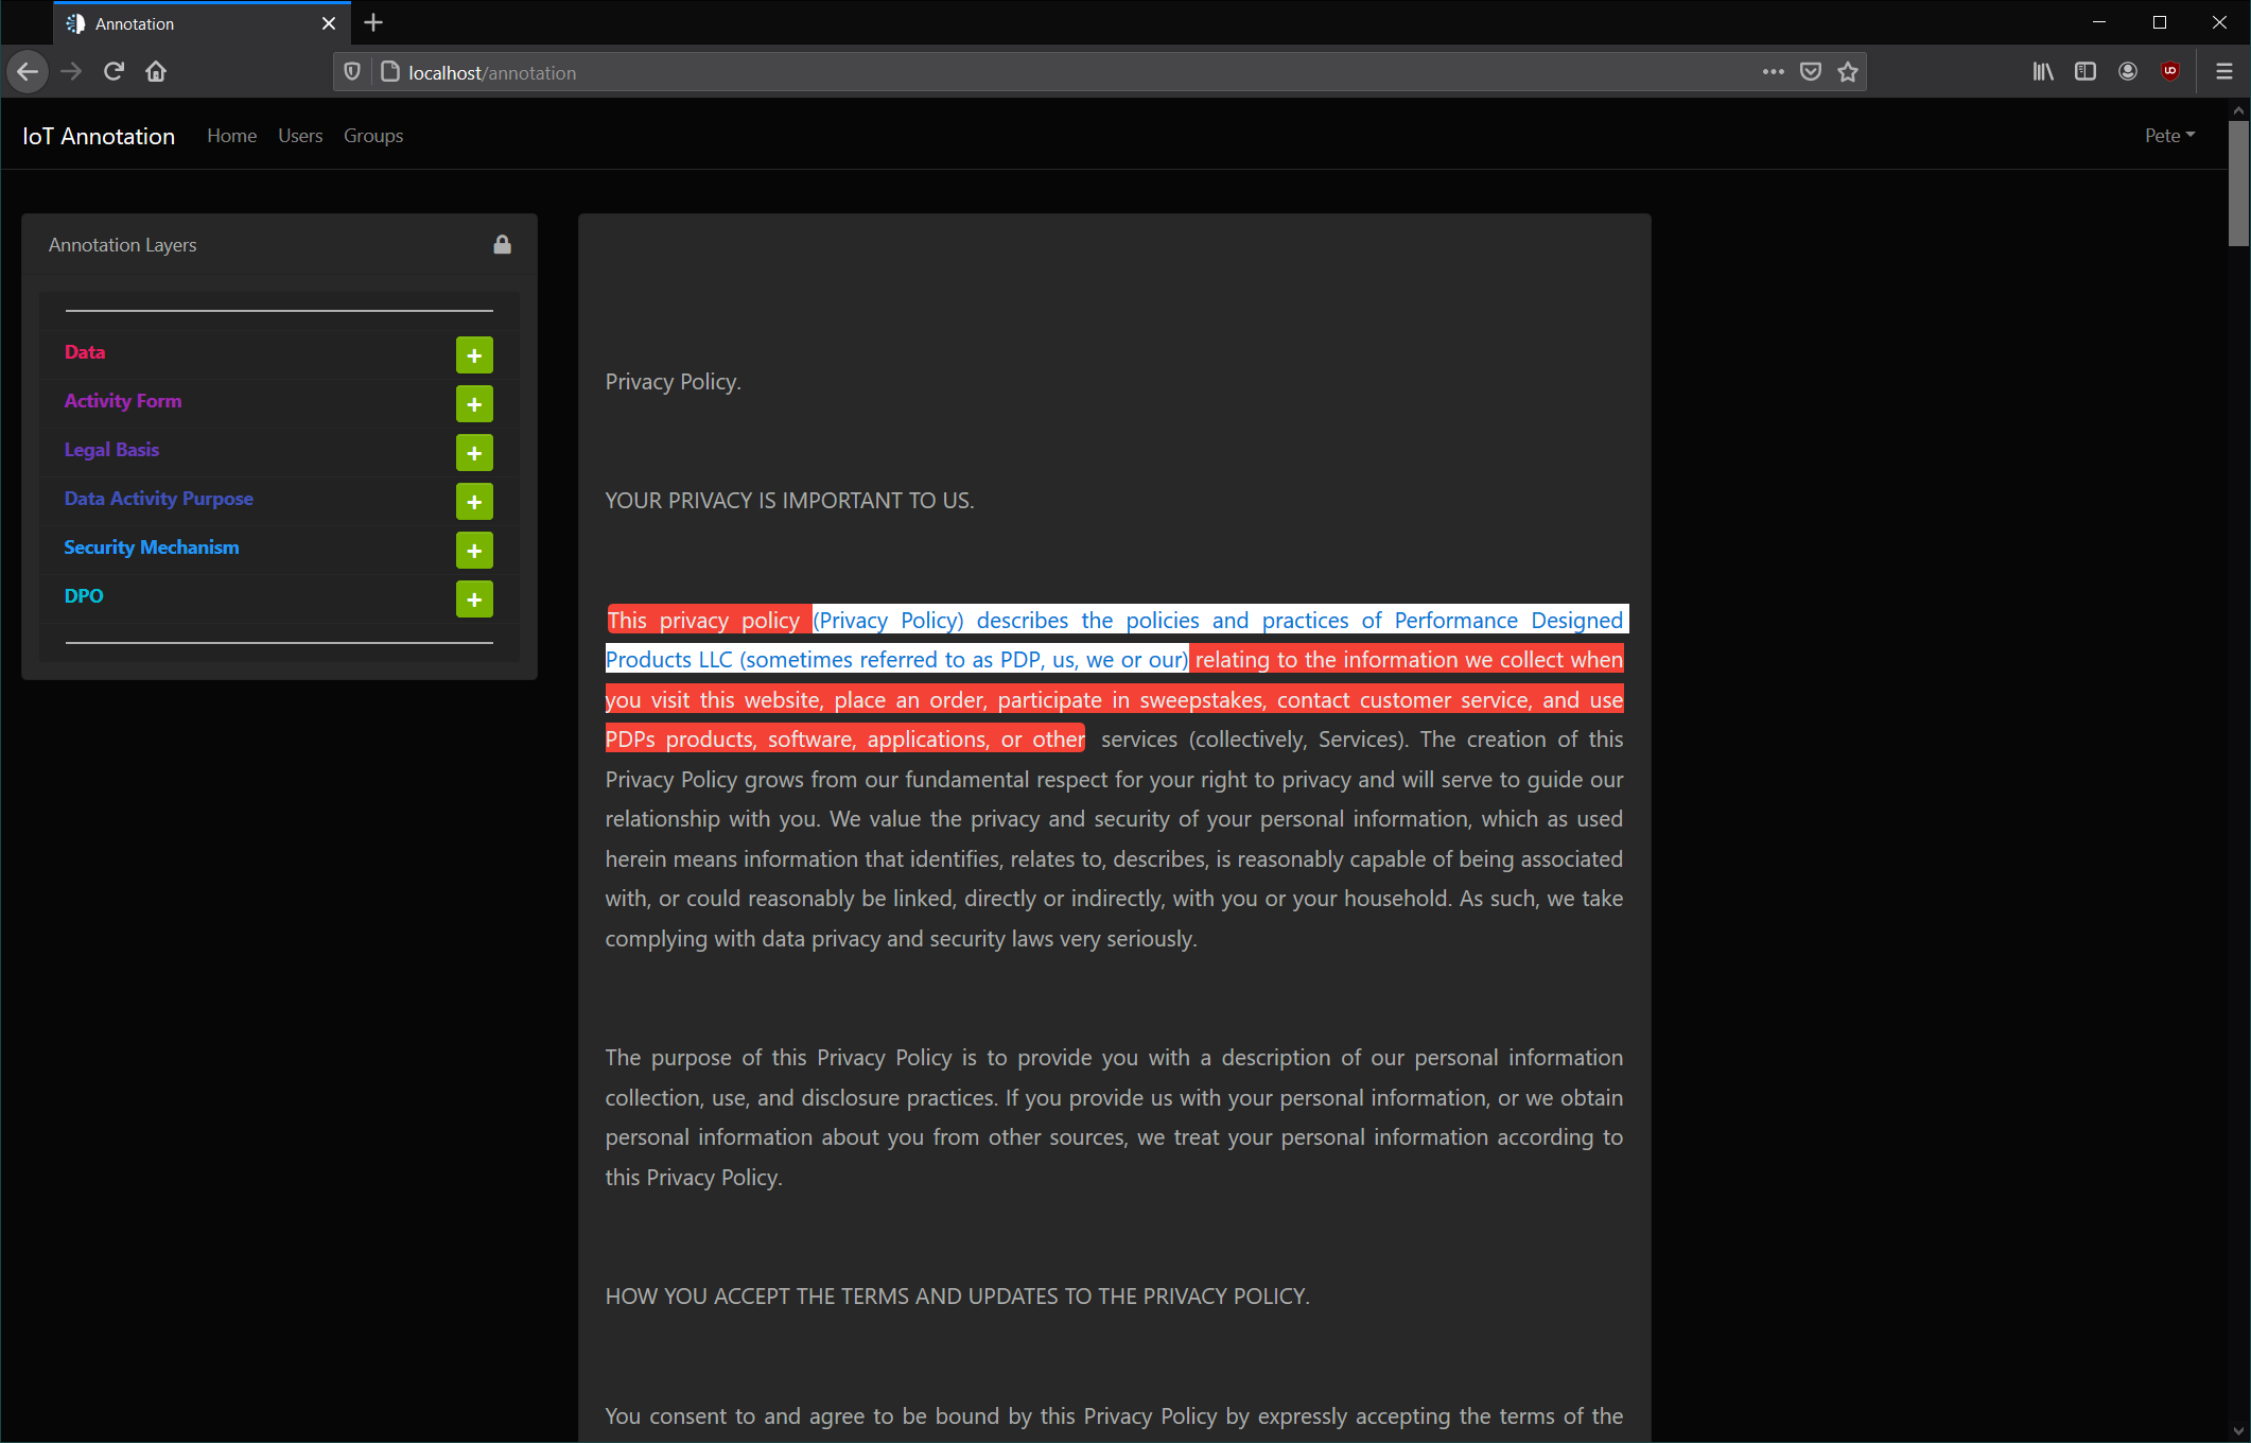 Annotation
localhost/annotation
IoT Annotation Home Users Groups Pete
Annotation Layers
Data
Activity Form
Legal Basis
Data Activity Purpose
Security Mechanism
DPO
Privacy Policy.
YOUR PRIVACY IS IMPORTANT TO US.
This privacy policy (Privacy Policy) describes the policies and practices of Performance Designed
Products LLC (sometimes referred to as PDP, us, we or our) relating to the information we collect when
you visit this website, place an order, participate in sweepstakes, contact customer service, and use
PDPs products, software, applications, or other services (collectively, Services). The creation of this
Privacy Policy grows from our fundamental respect for your right to privacy and will serve to guide our
relationship with you. We value the privacy and security of your personal information, which as used
herein means information that identifies, relates to, describes, is reasonably capable of being associated
with, or could reasonably be linked, directly or indirectly, with you or your household. As such, we take
complying with data privacy and security laws very seriously.
The purpose of this Privacy Policy is to provide you with a description of our personal information
collection, use, and disclosure practices. If you provide us with your personal information, or we obtain
personal information about you from other sources, we treat your personal information according to
this Privacy Policy.
HOW YOU ACCEPT THE TERMS AND UPDATES TO THE PRIVACY POLICY.
You consent to and agree to be bound by this Privacy Policy by expressly accepting the terms of the